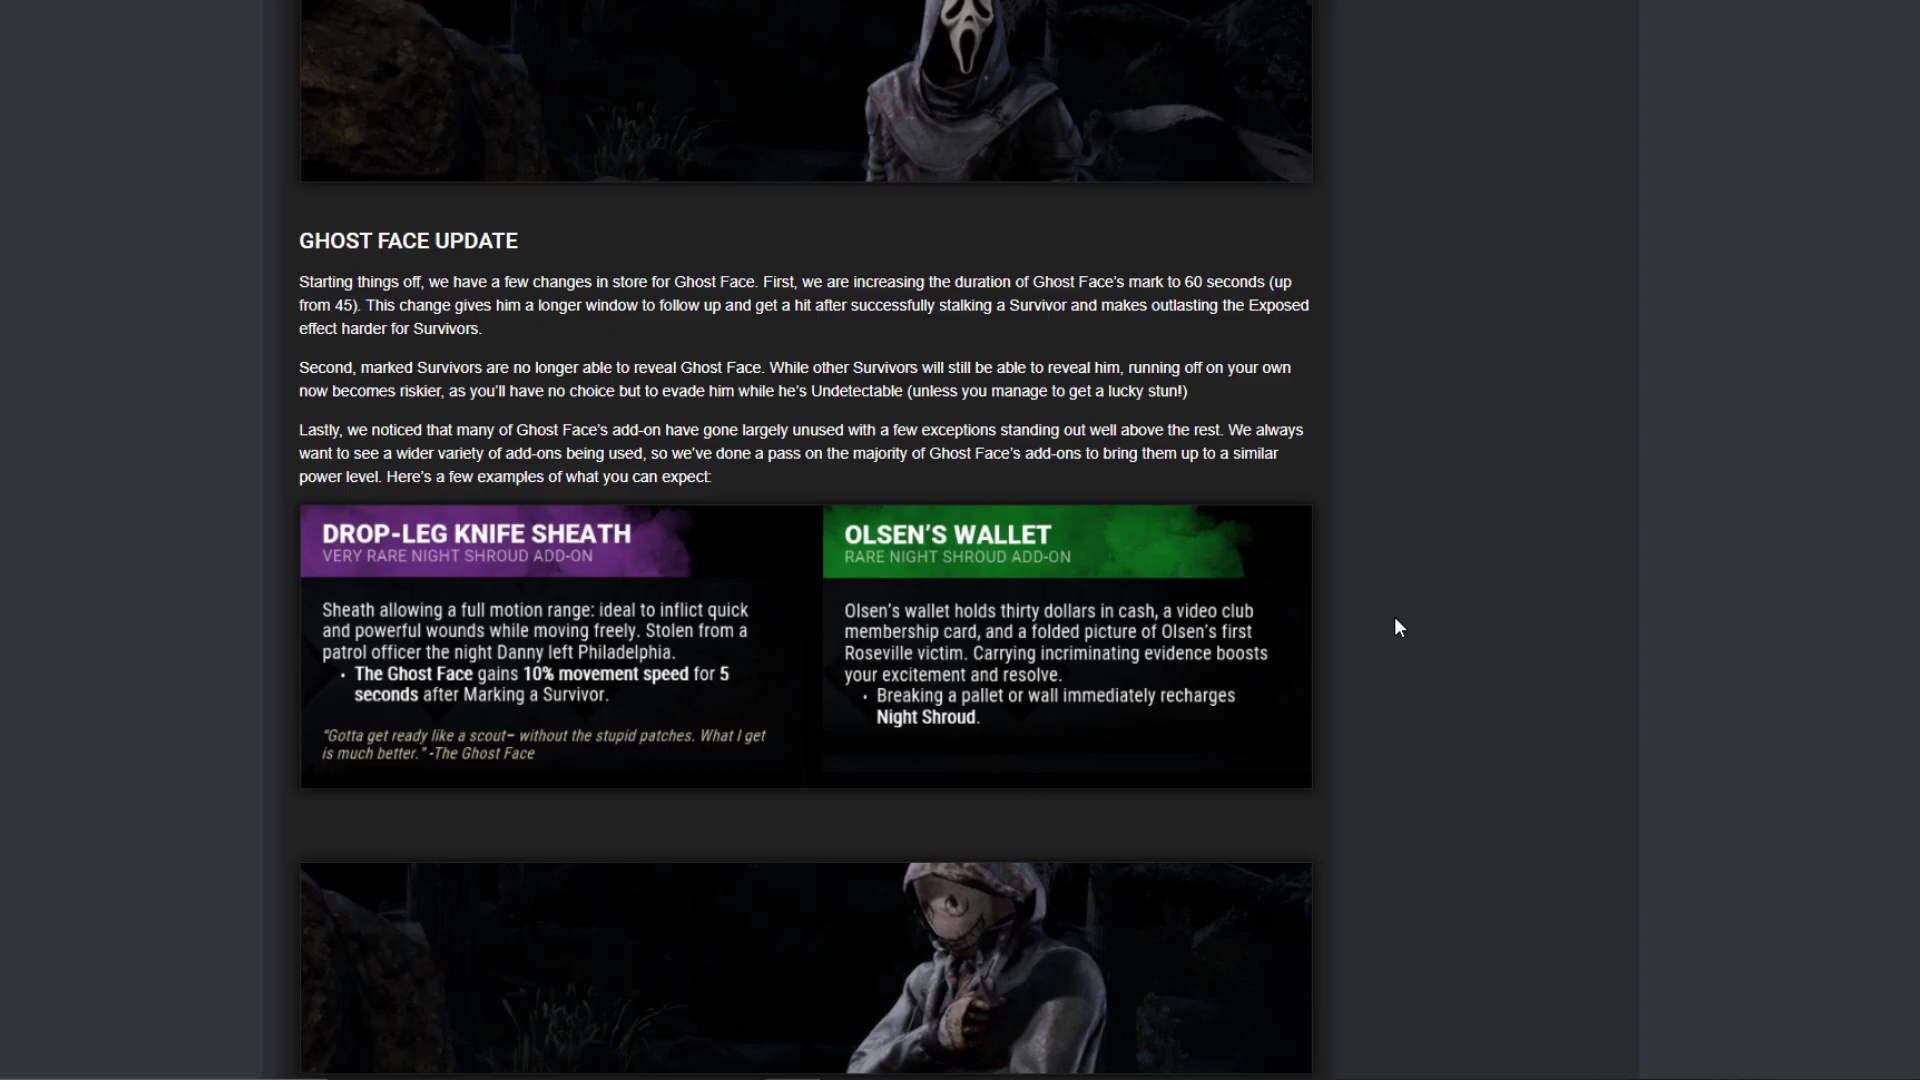 GHOST FACE UPDATE
Starting things off, we have a few changes in store for Ghost Face. First, we are increasing the duration of Ghost Face’s mark to 60 seconds (up
from 45). This change gives him a longer window to follow up and get a hit after successfully stalking a Survivor and makes outlasting the Exposed
effect harder for Survivors.
Second, marked Survivors are no longer able to reveal Ghost Face. While other Survivors will still be able to reveal him, running off on your own
now becomes riskier, as you’ll have no choice but to evade him while he’s Undetectable (unless you manage to get a lucky stun!)
Lastly, we noticed that many of Ghost Face’s add-on have gone largely unused with a few exceptions standing out well above the rest. We always
want to see a wider variety of add-ons being used, so we’ve done a pass on the majority of Ghost Face’s add-ons to bring them up to a similar
power level. Here’s a few examples of what you can expect:
DROP-LEG KNIFE SHEATH
VERY RARE NIGHT SHROUD ADD-ON
Sheath allowing a full motion range: ideal to inflict quick
and powerful wounds while moving freely. Stolen from a
patrol officer the night Danny left Philadelphia.
• The Ghost Face gains 10% movement speed for 5
seconds after Marking a Survivor.
“Gotta get ready like a scout– without the stupid patches. What I get
is much better.” -The Ghost Face
OLSEN’S WALLET
RARE NIGHT SHROUD ADD-ON
Olsen’s wallet holds thirty dollars in cash, a video club
membership card, and a folded picture of Olsen’s first
Roseville victim. Carrying incriminating evidence boosts
your excitement and resolve.
• Breaking a pallet or wall immediately recharges
Night Shroud.